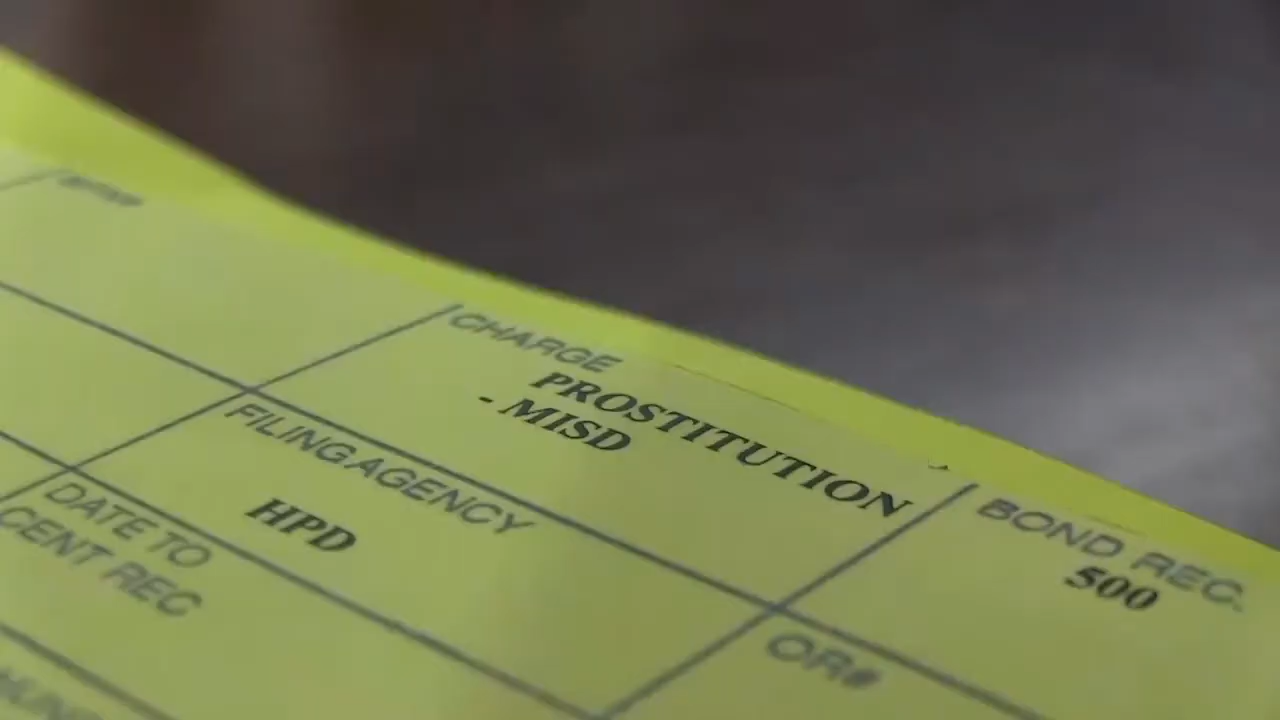 CHARGE
PROSTITUTION
- MISD
BOND REC.
500
FILING AGENCY
HPD
OR#
DATE TO
CENT REC